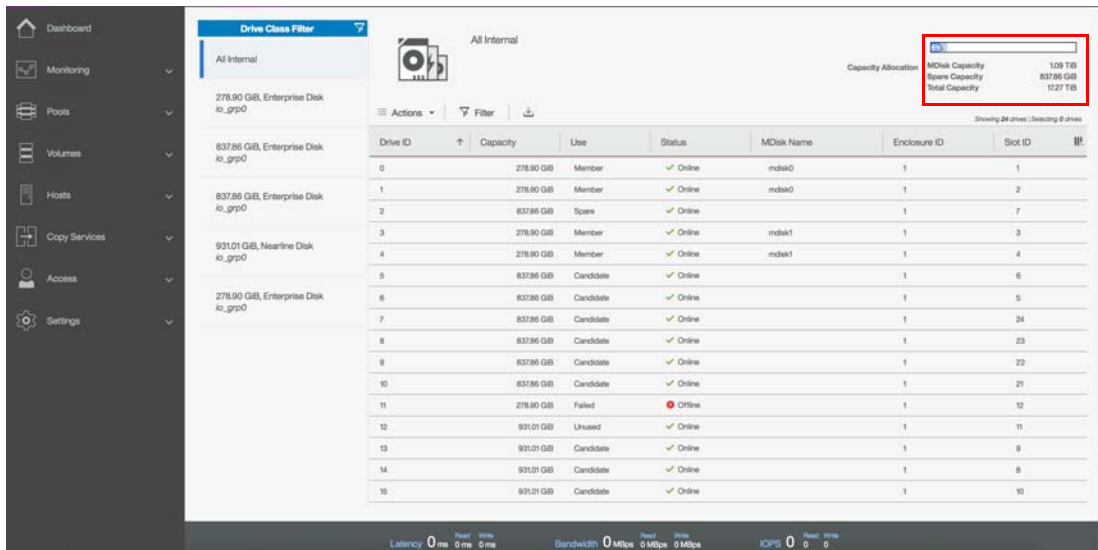 Dashboard
Monitoring
Pools
Volumes
Hosts
Copy Services
Access
Settings
Drive Class Filter
All Internal
278.90 GiB, Enterprise Disk
io_grp0
837.86 GiB, Enterprise Disk
io_grp0
837.86 GiB, Enterprise Disk
io_grp0
931.01 GiB, Nearline Disk
io_grp0
278.90 GiB, Enterprise Disk
io_grp0
All Internal
Capacity Allocation
MDisk Capacity 1.09 TiB
Spare Capacity 837.86 GiB
Total Capacity 17.27 TiB
Actions Filter
Showing 24 drives | Selecting 0 drives
Drive ID Capacity Use Status MDisk Name Enclosure ID Slot ID
0 278.90 GiB Member Online mdisk0 1 1
1 278.90 GiB Member Online mdisk0 1 2
2 837.86 GiB Spare Online 1 7
3 278.90 GiB Member Online mdisk1 1 3
4 278.90 GiB Member Online mdisk1 1 4
5 837.86 GiB Candidate Online 1 6
6 837.86 GiB Candidate Online 1 5
7 837.86 GiB Candidate Online 1 24
8 837.86 GiB Candidate Online 1 23
9 837.86 GiB Candidate Online 1 22
10 837.86 GiB Candidate Online 1 21
11 278.90 GiB Failed Offline 1 12
12 931.01 GiB Unused Online 1 11
13 931.01 GiB Candidate Online 1 9
14 931.01 GiB Candidate Online 1 8
15 931.01 GiB Candidate Online 1 10
Latency 0 ms Read 0 ms Write 0 ms Bandwidth 0 MBps Read 0 MBps Write 0 MBps IOPS 0 Read 0 Write 0